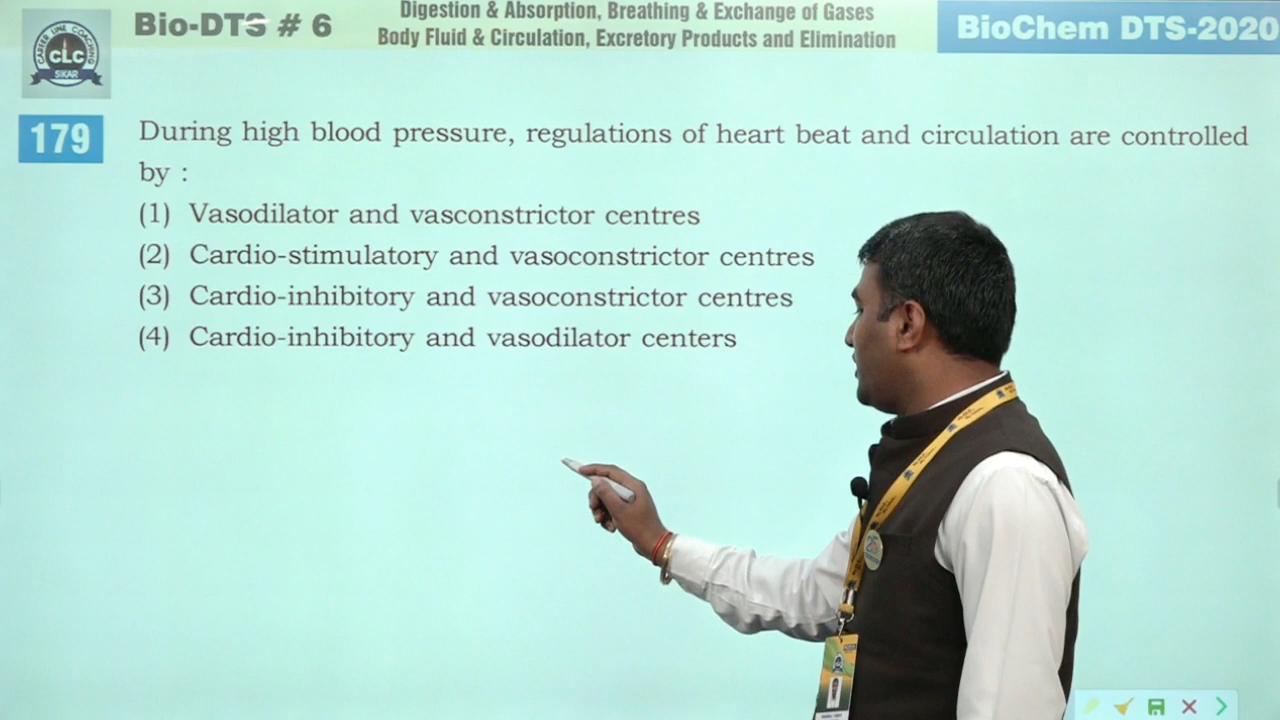 Bio-DTS # 6
Digestion & Absorption, Breathing & Exchange of Gases
Body Fluid & Circulation, Excretory Products and Elimination
BioChem DTS-2020
CAREER LINE COACHING
CLC
SIKAR
179
During high blood pressure, regulations of heart beat and circulation are controlled
by :
(1) Vasodilator and vasconstrictor centres
(2) Cardio-stimulatory and vasoconstrictor centres
(3) Cardio-inhibitory and vasoconstrictor centres
(4) Cardio-inhibitory and vasodilator centers